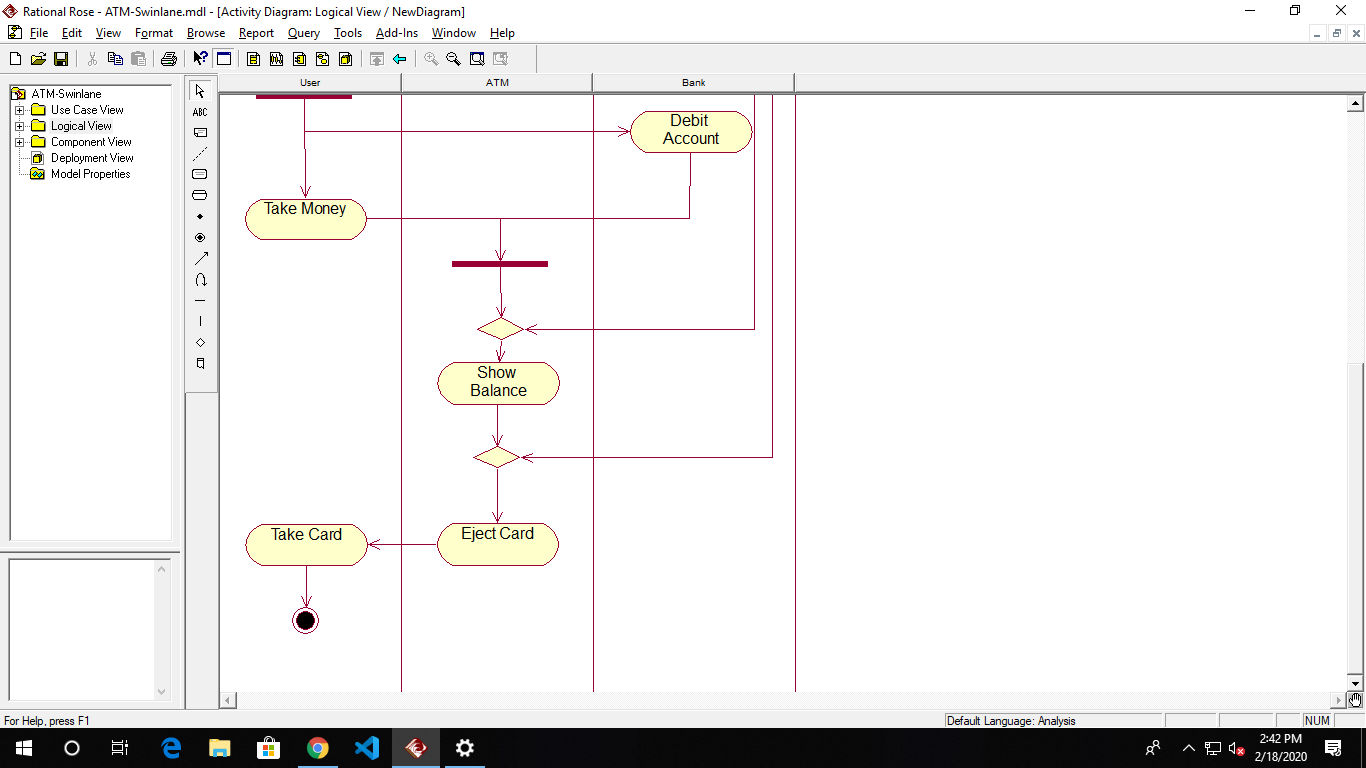 Rational Rose - ATM-Swinlane.mdl - [Activity Diagram: Logical View / NewDiagram]
File Edit View Format Browse Report Query Tools Add-Ins Window Help
User ATM Bank
ATM-Swinlane
Use Case View
Logical View
Component View
Deployment View
Model Properties
ABC
Debit
Account
Take Money
Show
Balance
Take Card
Eject Card
For Help, press F1
Default Language: Analysis
NUM
2:42 PM
2/18/2020